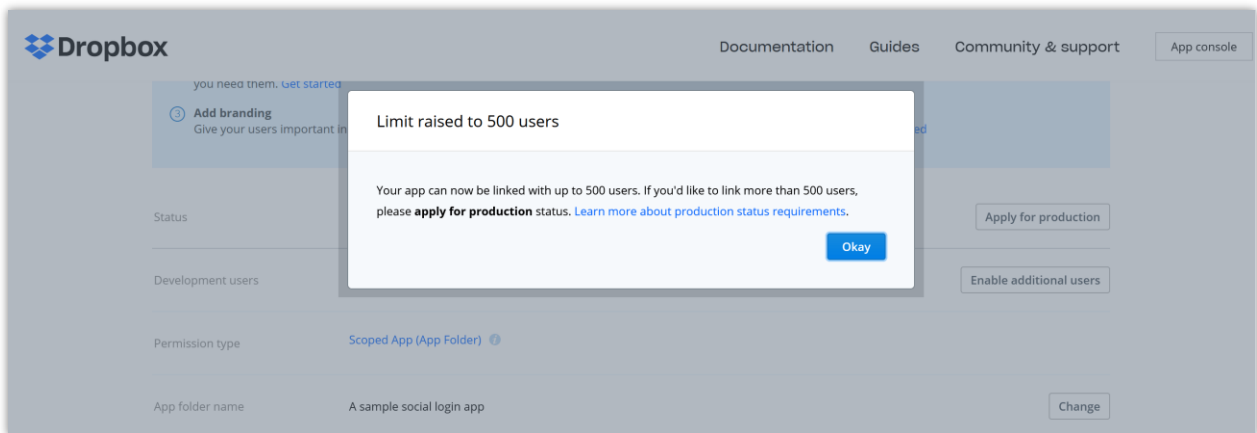 Dropbox
Documentation Guides Community & support App console
you need them. Get started
3 Add branding
Give your users important in
ed
Limit raised to 500 users
Your app can now be linked with up to 500 users. If you'd like to link more than 500 users,
please apply for production status. Learn more about production status requirements.
Okay
Status Apply for production
Development users Enable additional users
Permission type Scoped App (App Folder) i
App folder name A sample social login app Change